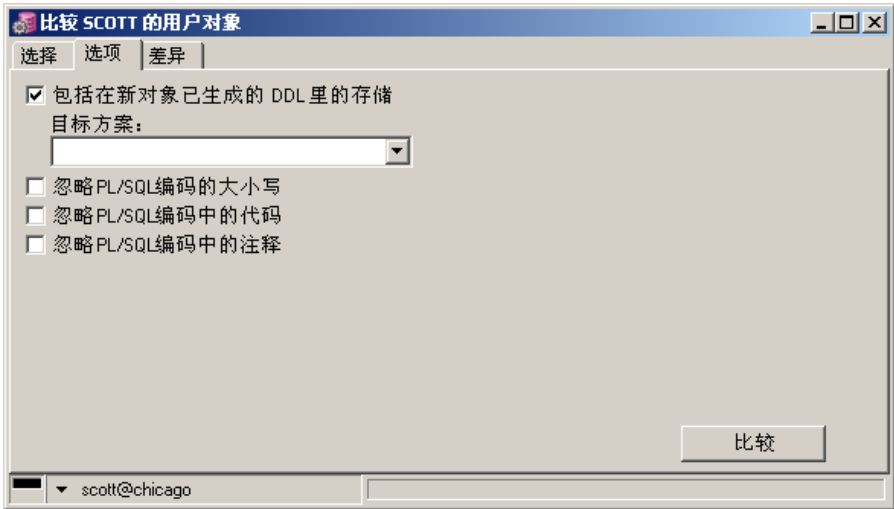 比较 SCOTT 的用户对象
选择 选项 差异
包括在新对象已生成的 DDL 里的存储
目标方案：
忽略PL/SQL编码的大小写
忽略PL/SQL编码中的代码
忽略PL/SQL编码中的注释
比较
scott@chicago